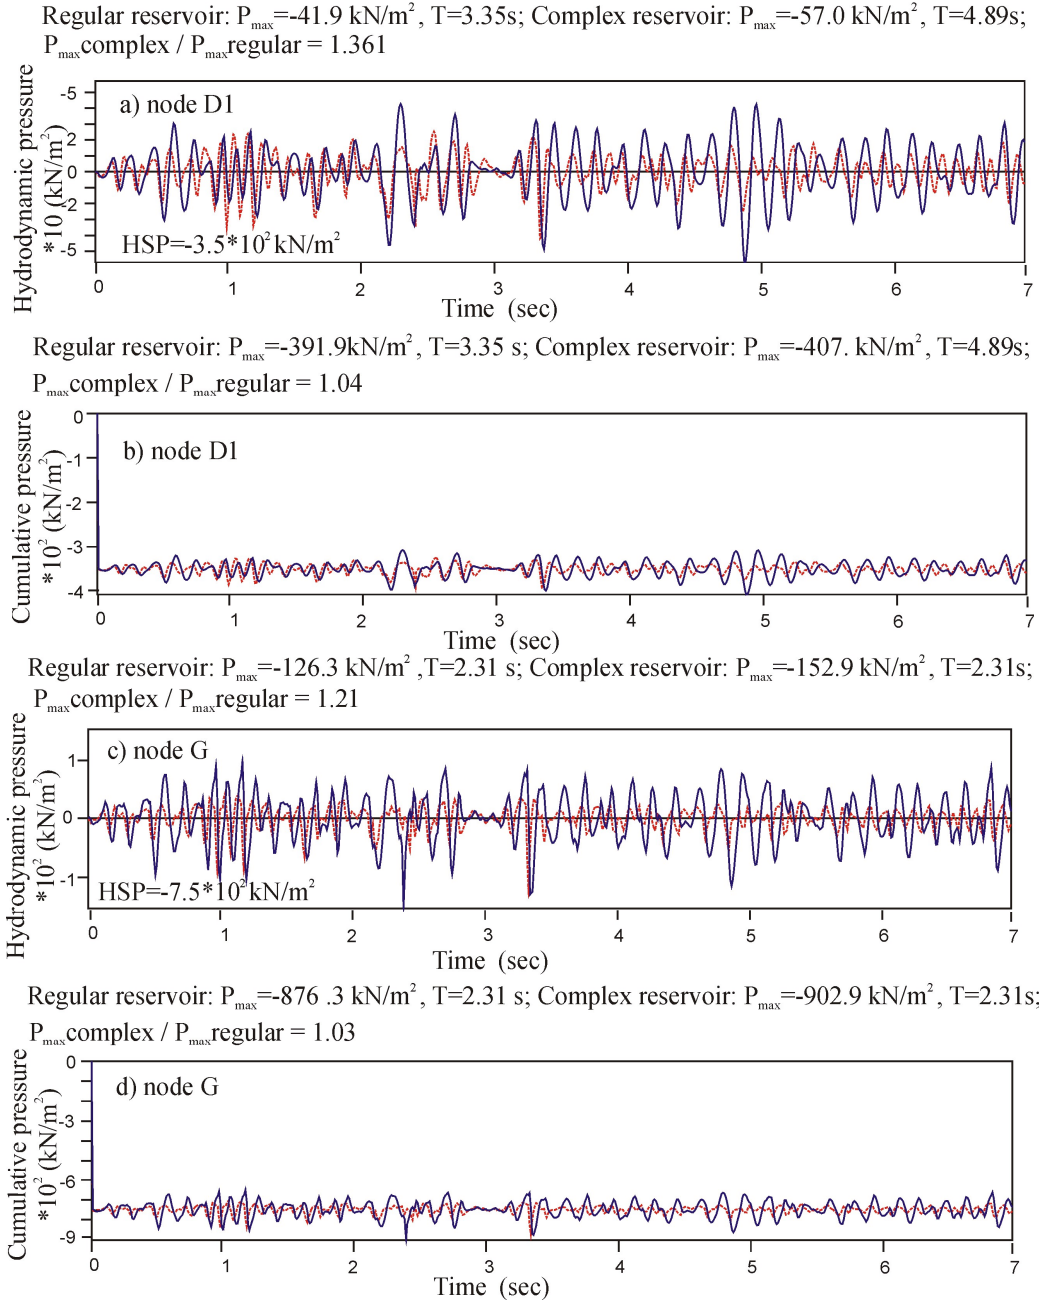 Regular reservoir: Pmax=-41.9 kN/m², T=3.35s; Complex reservoir: Pmax=-57.0 kN/m², T=4.89s;
Pmaxcomplex / Pmaxregular = 1.361
Hydrodynamic pressure
*10 (kN/m²)
-5
2
0
-2
-5
a) node D1
HSP=-3.5*10²kN/m²
0 1 2 3 4 5 6 7
Time (sec)
Regular reservoir: Pmax=-391.9kN/m², T=3.35 s; Complex reservoir: Pmax=-407. kN/m², T=4.89s;
Pmaxcomplex / Pmaxregular = 1.04
Cumulative pressure
*10² (kN/m²)
0
-1
-2
-3
-4
b) node D1
0 1 2 3 4 5 6 7
Time (sec)
Regular reservoir: Pmax=-126.3 kN/m² ,T=2.31 s; Complex reservoir: Pmax=-152.9 kN/m², T=2.31s;
Pmaxcomplex / Pmaxregular = 1.21
Hydrodynamic pressure
*10² (kN/m²)
1
0
-1
c) node G
HSP=-7.5*10²kN/m²
0 1 2 3 4 5 6 7
Time (sec)
Regular reservoir: Pmax=-876 .3 kN/m², T=2.31 s; Complex reservoir: Pmax=-902.9 kN/m², T=2.31s;
Pmaxcomplex / Pmaxregular = 1.03
Cumulative pressure
*10² (kN/m²)
0
-3
-6
-9
d) node G
0 1 2 3 4 5 6 7
Time (sec)